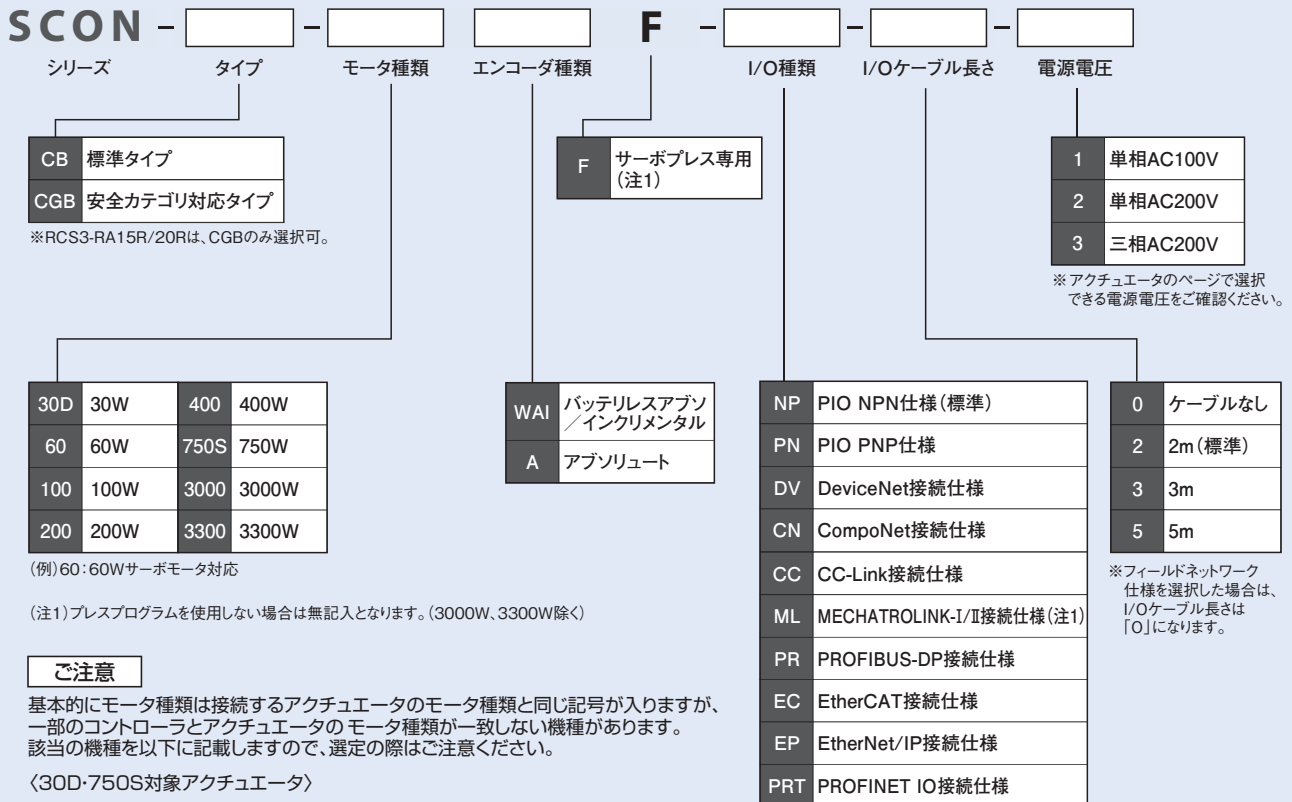 SCON － － F － － －
シリーズ タイプ モータ種類 エンコーダ種類 I/O種類 I/Oケーブル長さ 電源電圧
CB 標準タイプ
CGB 安全カテゴリ対応タイプ
※RCS3-RA15R/20Rは、CGBのみ選択可。
F サーボプレス専用
(注1)
1 単相AC100V
2 単相AC200V
3 三相AC200V
※アクチュエータのページで選択
できる電源電圧をご確認ください。
30D 30W 400 400W
60 60W 750S 750W
100 100W 3000 3000W
200 200W 3300 3300W
(例)60：60Wサーボモータ対応
(注1)プレスプログラムを使用しない場合は無記入となります。(3000W、3300W除く)
WAI バッテリレスアブソ
／インクリメンタル
A アブソリュート
NP PIO NPN仕様(標準)
PN PIO PNP仕様
DV DeviceNet接続仕様
CN CompoNet接続仕様
CC CC-Link接続仕様
ML MECHATROLINK-I/Ⅱ接続仕様(注1)
PR PROFIBUS-DP接続仕様
EC EtherCAT接続仕様
EP EtherNet/IP接続仕様
PRT PROFINET IO接続仕様
0 ケーブルなし
2 2m(標準)
3 3m
5 5m
※フィールドネットワーク
仕様を選択した場合は、
I/Oケーブル長さは
「0」になります。
ご注意
基本的にモータ種類は接続するアクチュエータのモータ種類と同じ記号が入りますが、
一部のコントローラとアクチュエータの モータ種類が一致しない機種があります。
該当の機種を以下に記載しますので、選定の際はご注意ください。
〈30D・750S対象アクチュエータ〉